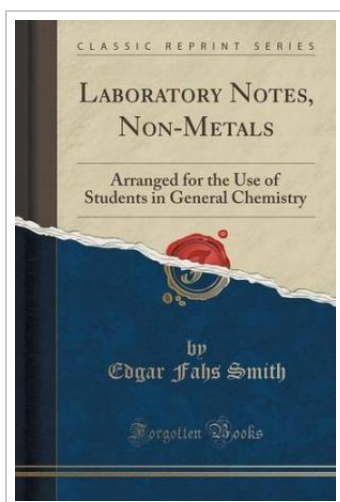 CLASSIC REPRINT SERIES
LABORATORY NOTES,
NON-METALS
Arranged for the Use of
Students in General Chemistry
by
Edgar Fahs Smith
Forgotten Books